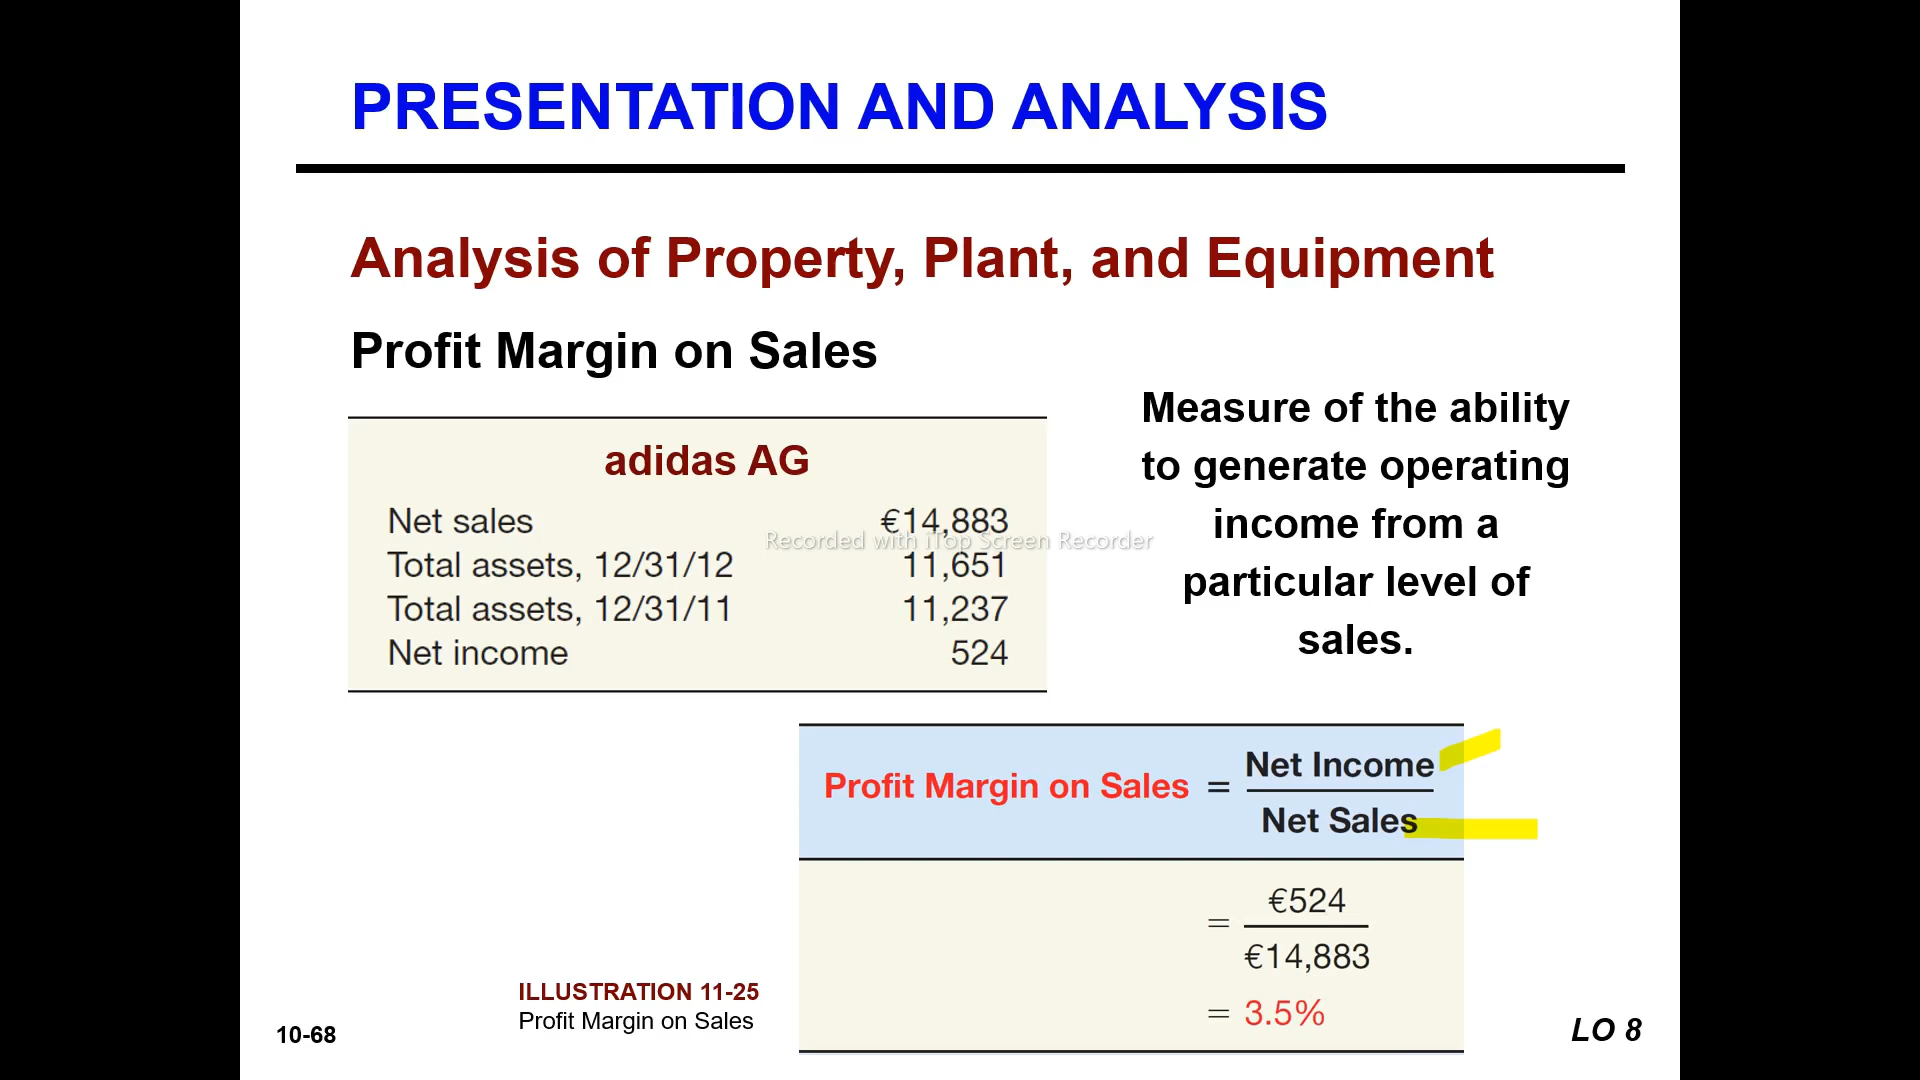 PRESENTATION AND ANALYSIS
Analysis of Property, Plant, and Equipment
Profit Margin on Sales
adidas AG
Net sales €14,883
Total assets, 12/31/12 11,651
Total assets, 12/31/11 11,237
Net income 524
Measure of the ability
to generate operating
income from a
particular level of
sales.
Recorded with iTop Screen Recorder
Profit Margin on Sales = Net Income
Net Sales
= €524
€14,883
= 3.5%
ILLUSTRATION 11-25
Profit Margin on Sales
10-68
LO 8